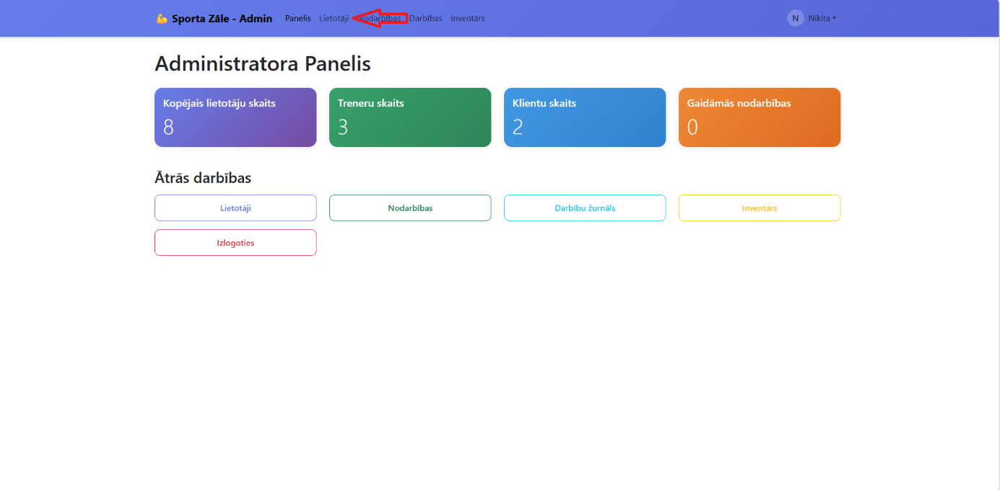 💪 Sporta Zāle - Admin Panelis Lietotāji Nodarbības Darbības Inventārs N Nikita
Administratora Panelis
Kopējais lietotāju skaits Treneru skaits Klientu skaits Gaidāmās nodarbības
8 3 2 0
Ātrās darbības
Lietotāji Nodarbības Darbību žurnāls Inventārs
Izlogoties